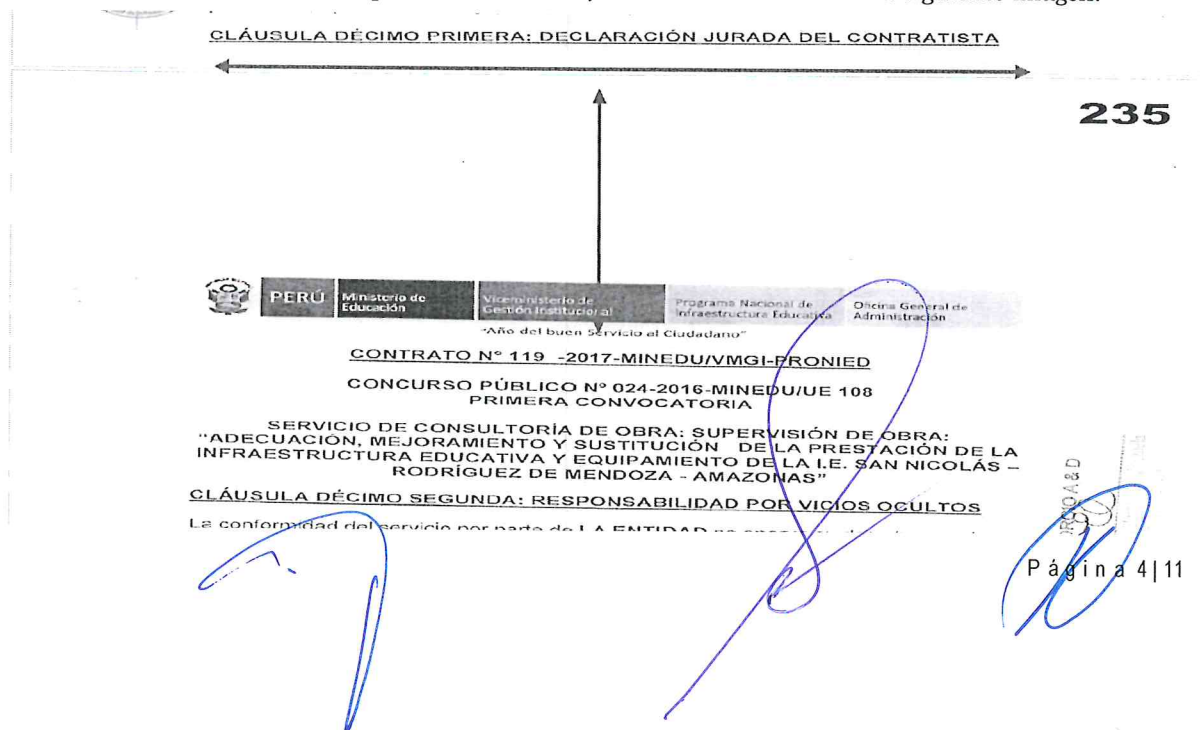 imagen.
CLÁUSULA DÉCIMO PRIMERA: DECLARACIÓN JURADA DEL CONTRATISTA
235
PERÚ Ministerio de Educación Viceministerio de Gestión Institucional Programa Nacional de Infraestructura Educativa Oficina General de Administración
"Año del buen Servicio al Ciudadano"
CONTRATO N° 119 -2017-MINEDU/VMGI-PRONIED
CONCURSO PÚBLICO Nº 024-2016-MINEDU/UE 108
PRIMERA CONVOCATORIA
SERVICIO DE CONSULTORÍA DE OBRA: SUPERVISIÓN DE OBRA:
"ADECUACIÓN, MEJORAMIENTO Y SUSTITUCIÓN DE LA PRESTACIÓN DE LA
INFRAESTRUCTURA EDUCATIVA Y EQUIPAMIENTO DE LA I.E. SAN NICOLÁS –
RODRÍGUEZ DE MENDOZA - AMAZONAS"
CLÁUSULA DÉCIMO SEGUNDA: RESPONSABILIDAD POR VICIOS OCULTOS
La conformidad del servicio por parte de LA ENTIDAD no
A & D
Página 4|11